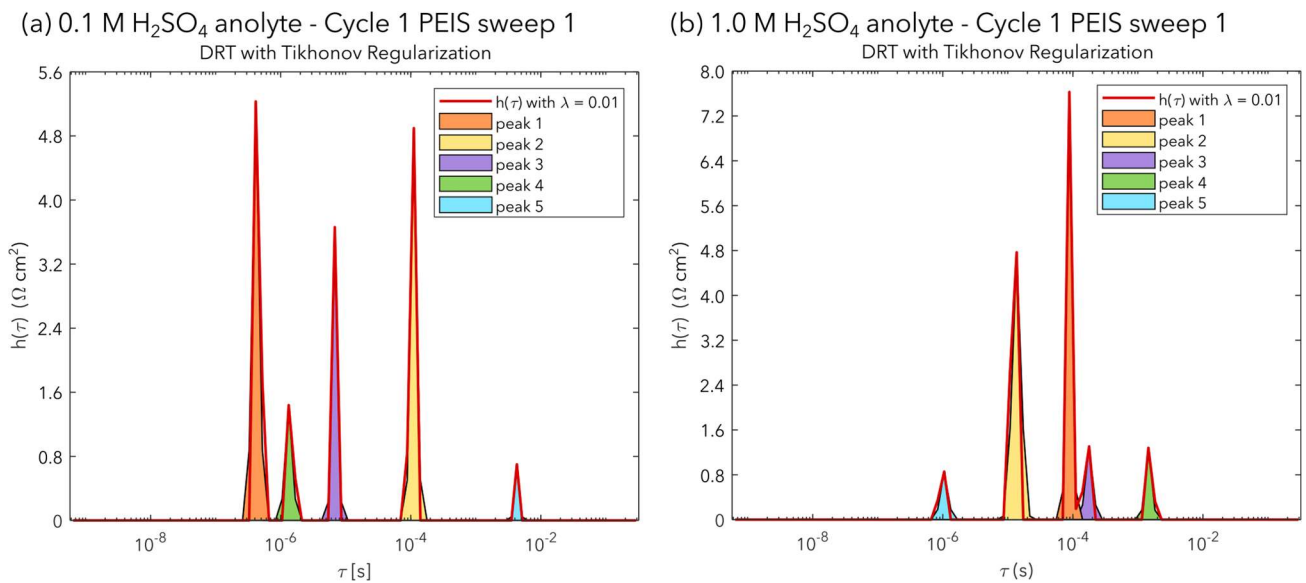 (a) 0.1 M H₂SO₄ anolyte - Cycle 1 PEIS sweep 1
DRT with Tikhonov Regularization
5.6
4.8
4.0
3.2
2.4
1.6
0.8
0
h(τ) (Ω cm²)
10⁻⁸
10⁻⁶
10⁻⁴
10⁻²
τ [s]
h(τ) with λ = 0.01
peak 1
peak 2
peak 3
peak 4
peak 5
(b) 1.0 M H₂SO₄ anolyte - Cycle 1 PEIS sweep 1
DRT with Tikhonov Regularization
8.0
7.2
6.4
5.6
4.8
4.0
3.2
2.4
1.6
0.8
0
h(τ) (Ω cm²)
10⁻⁸
10⁻⁶
10⁻⁴
10⁻²
τ (s)
h(τ) with λ = 0.01
peak 1
peak 2
peak 3
peak 4
peak 5